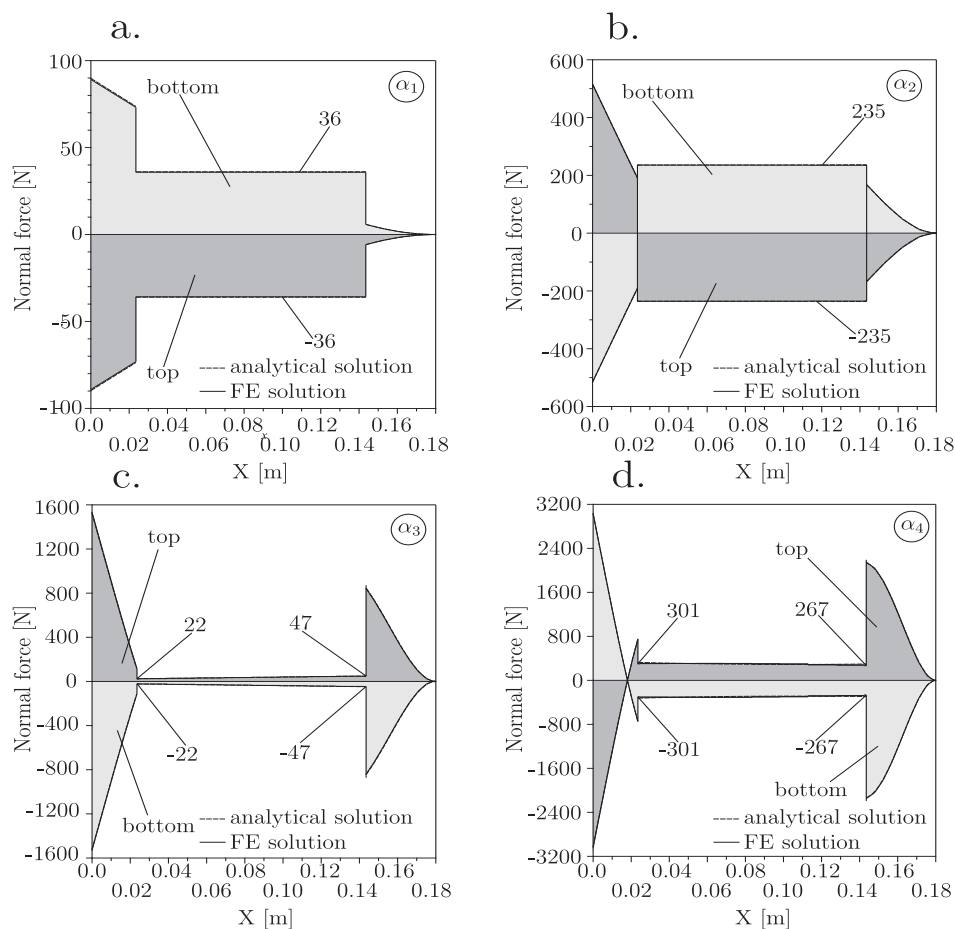 a.
α1
100
50
0
-50
-100
Normal force [N]
bottom
36
-36
top
analytical solution
FE solution
0.0 0.04 0.08 0.12 0.16
0.02 0.06 0.10 0.14 0.18
X [m]
b.
α2
600
400
200
0
-200
-400
-600
Normal force [N]
bottom
235
-235
top
analytical solution
FE solution
0.0 0.04 0.08 0.12 0.16
0.02 0.06 0.10 0.14 0.18
X [m]
c.
α3
1600
1200
800
400
0
-400
-800
-1200
-1600
Normal force [N]
top
22
47
-22
-47
bottom
analytical solution
FE solution
0.0 0.04 0.08 0.12 0.16
0.02 0.06 0.10 0.14 0.18
X [m]
d.
α4
3200
2400
1600
800
0
-800
-1600
-2400
-3200
Normal force [N]
top
301
267
-301
-267
bottom
analytical solution
FE solution
0.0 0.04 0.08 0.12 0.16
0.02 0.06 0.10 0.14 0.18
X [m]